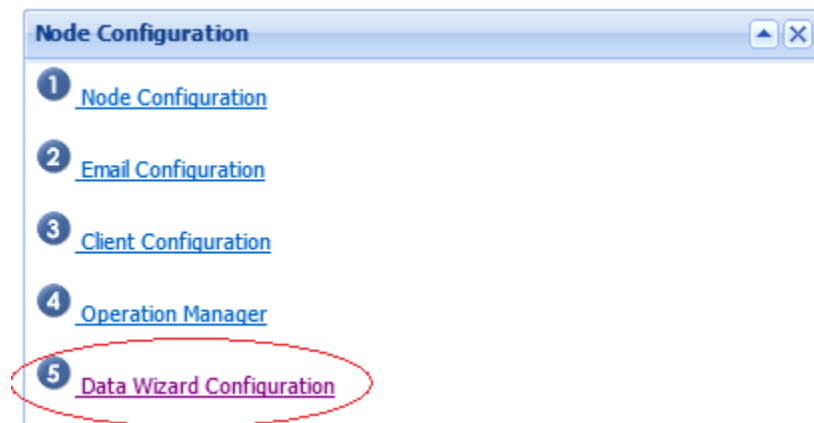 Node Configuration
1 Node Configuration
2 Email Configuration
3 Client Configuration
4 Operation Manager
5 Data Wizard Configuration